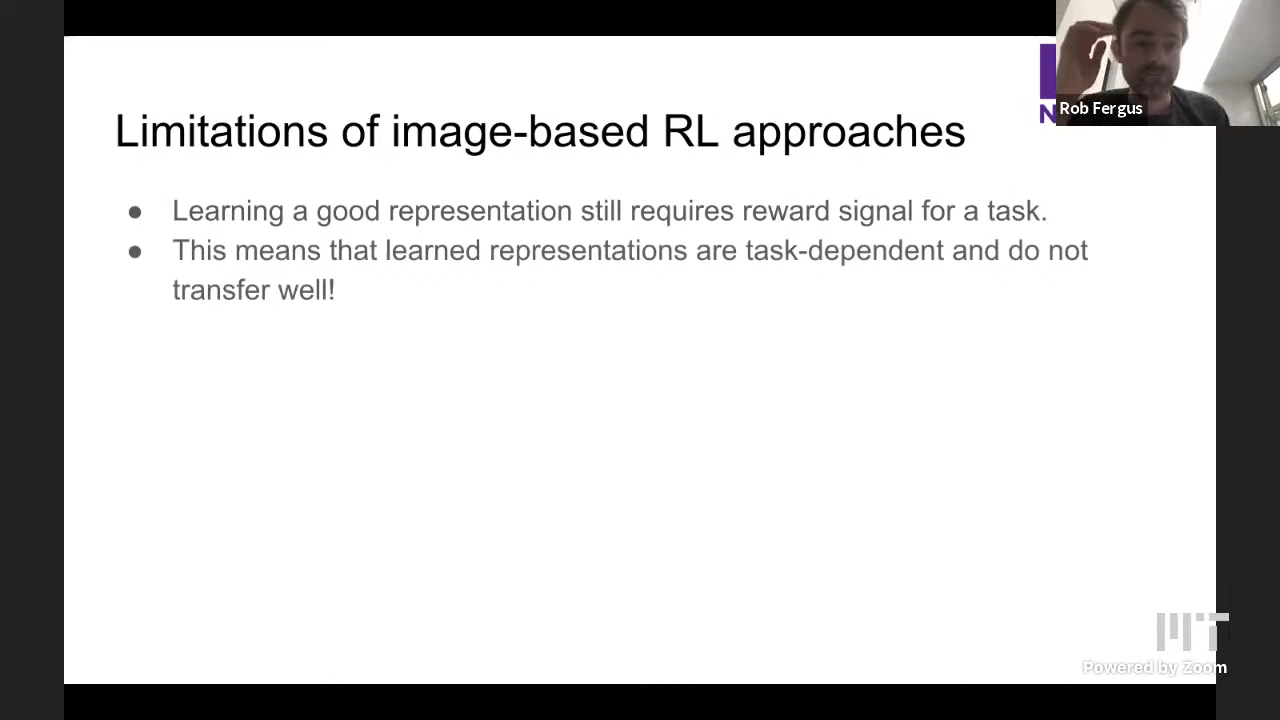 Limitations of image-based RL approaches
Rob Fergus
● Learning a good representation still requires reward signal for a task.
● This means that learned representations are task-dependent and do not
transfer well!
MIT
Powered by Zoom